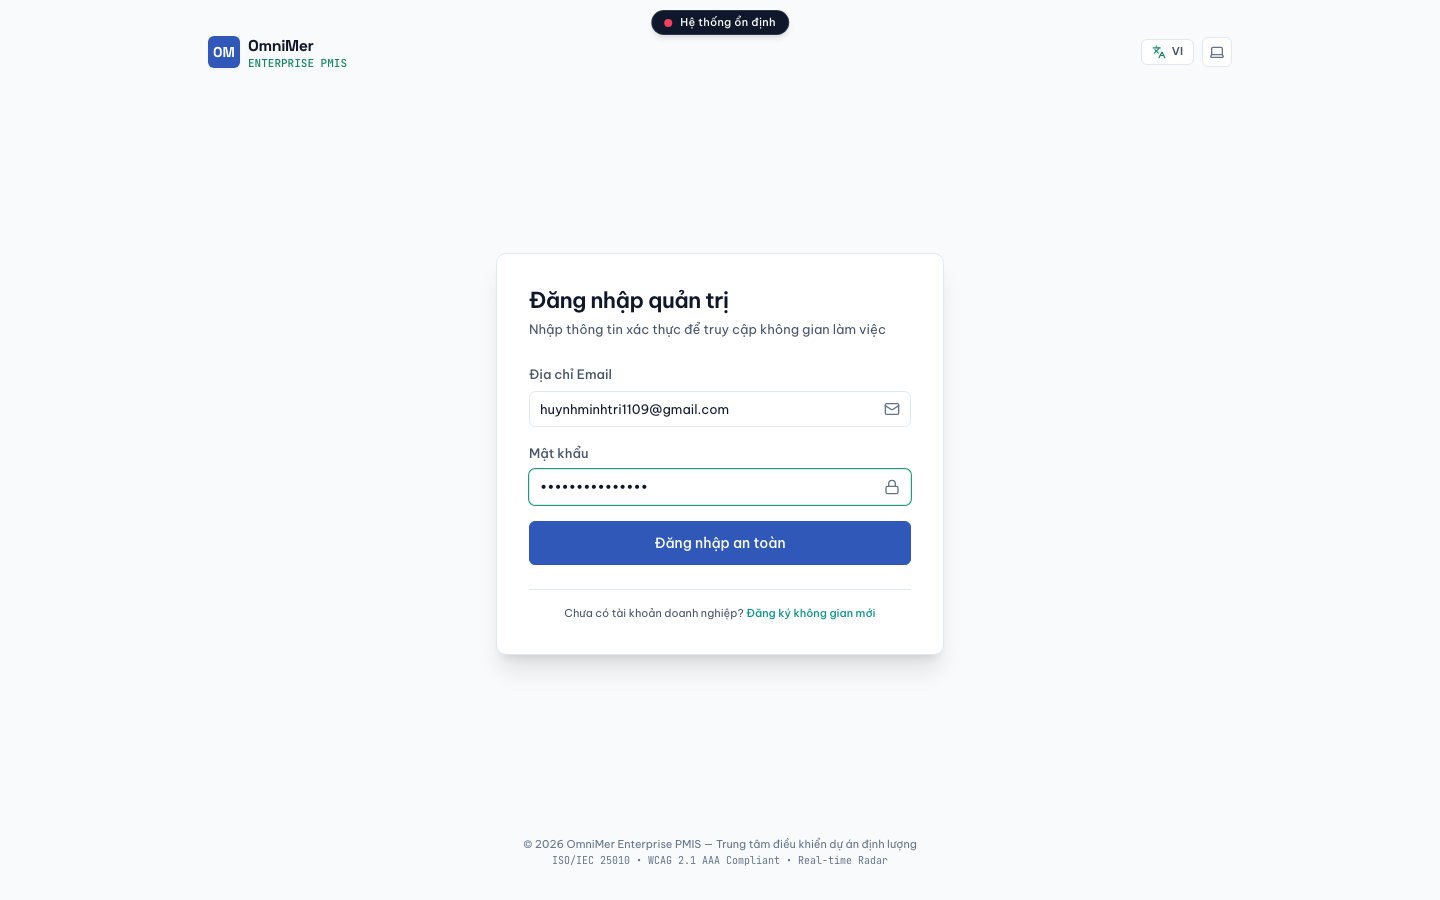 Hệ thống ổn định
OM
OmniMer
ENTERPRISE PMIS
VI
Đăng nhập quản trị
Nhập thông tin xác thực để truy cập không gian làm việc
Địa chỉ Email
huynhminhtri1109@gmail.com
Mật khẩu
•••••••••••••••
Đăng nhập an toàn
Chưa có tài khoản doanh nghiệp? Đăng ký không gian mới
© 2026 OmniMer Enterprise PMIS — Trung tâm điều khiển dự án định lượng
ISO/IEC 25010 • WCAG 2.1 AAA Compliant • Real-time Radar